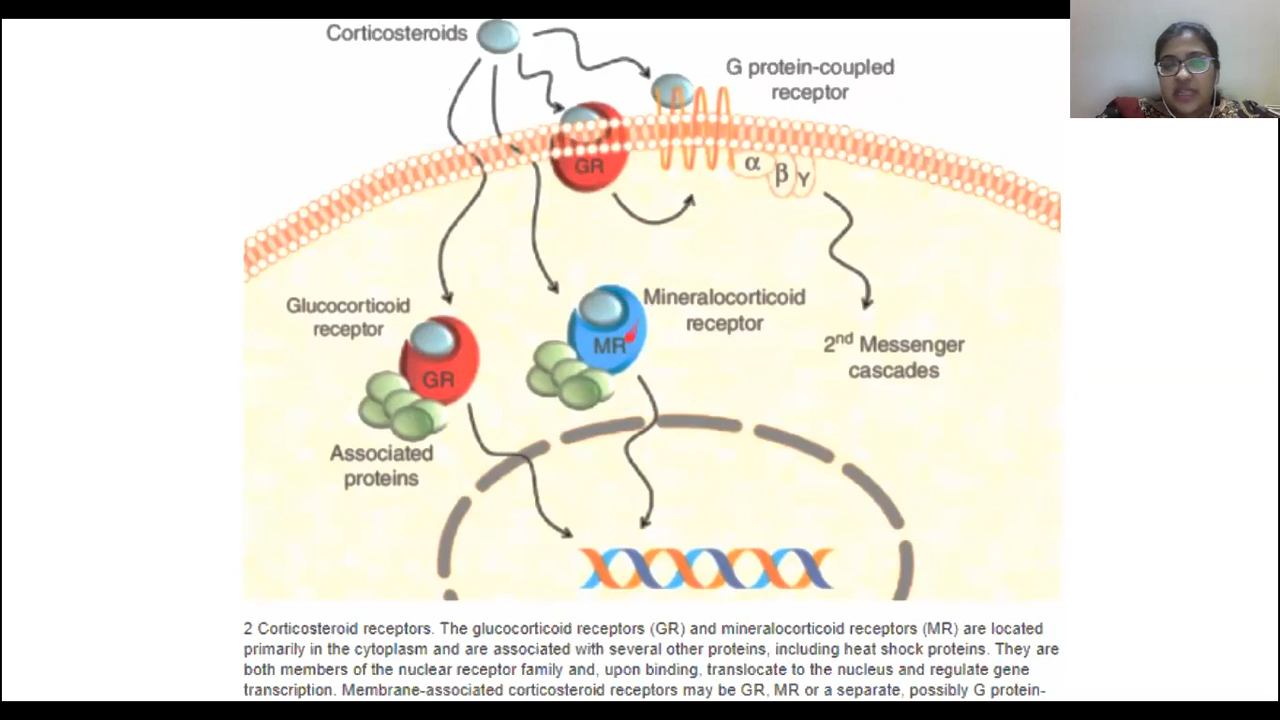 Corticosteroids
G protein-coupled
receptor
GR
α β γ
Glucocorticoid
receptor
Mineralocorticoid
receptor
MR
2nd Messenger
cascades
GR
Associated
proteins
2 Corticosteroid receptors. The glucocorticoid receptors (GR) and mineralocorticoid receptors (MR) are located
primarily in the cytoplasm and are associated with several other proteins, including heat shock proteins. They are
both members of the nuclear receptor family and, upon binding, translocate to the nucleus and regulate gene
transcription. Membrane-associated corticosteroid receptors may be GR, MR or a separate, possibly G protein-